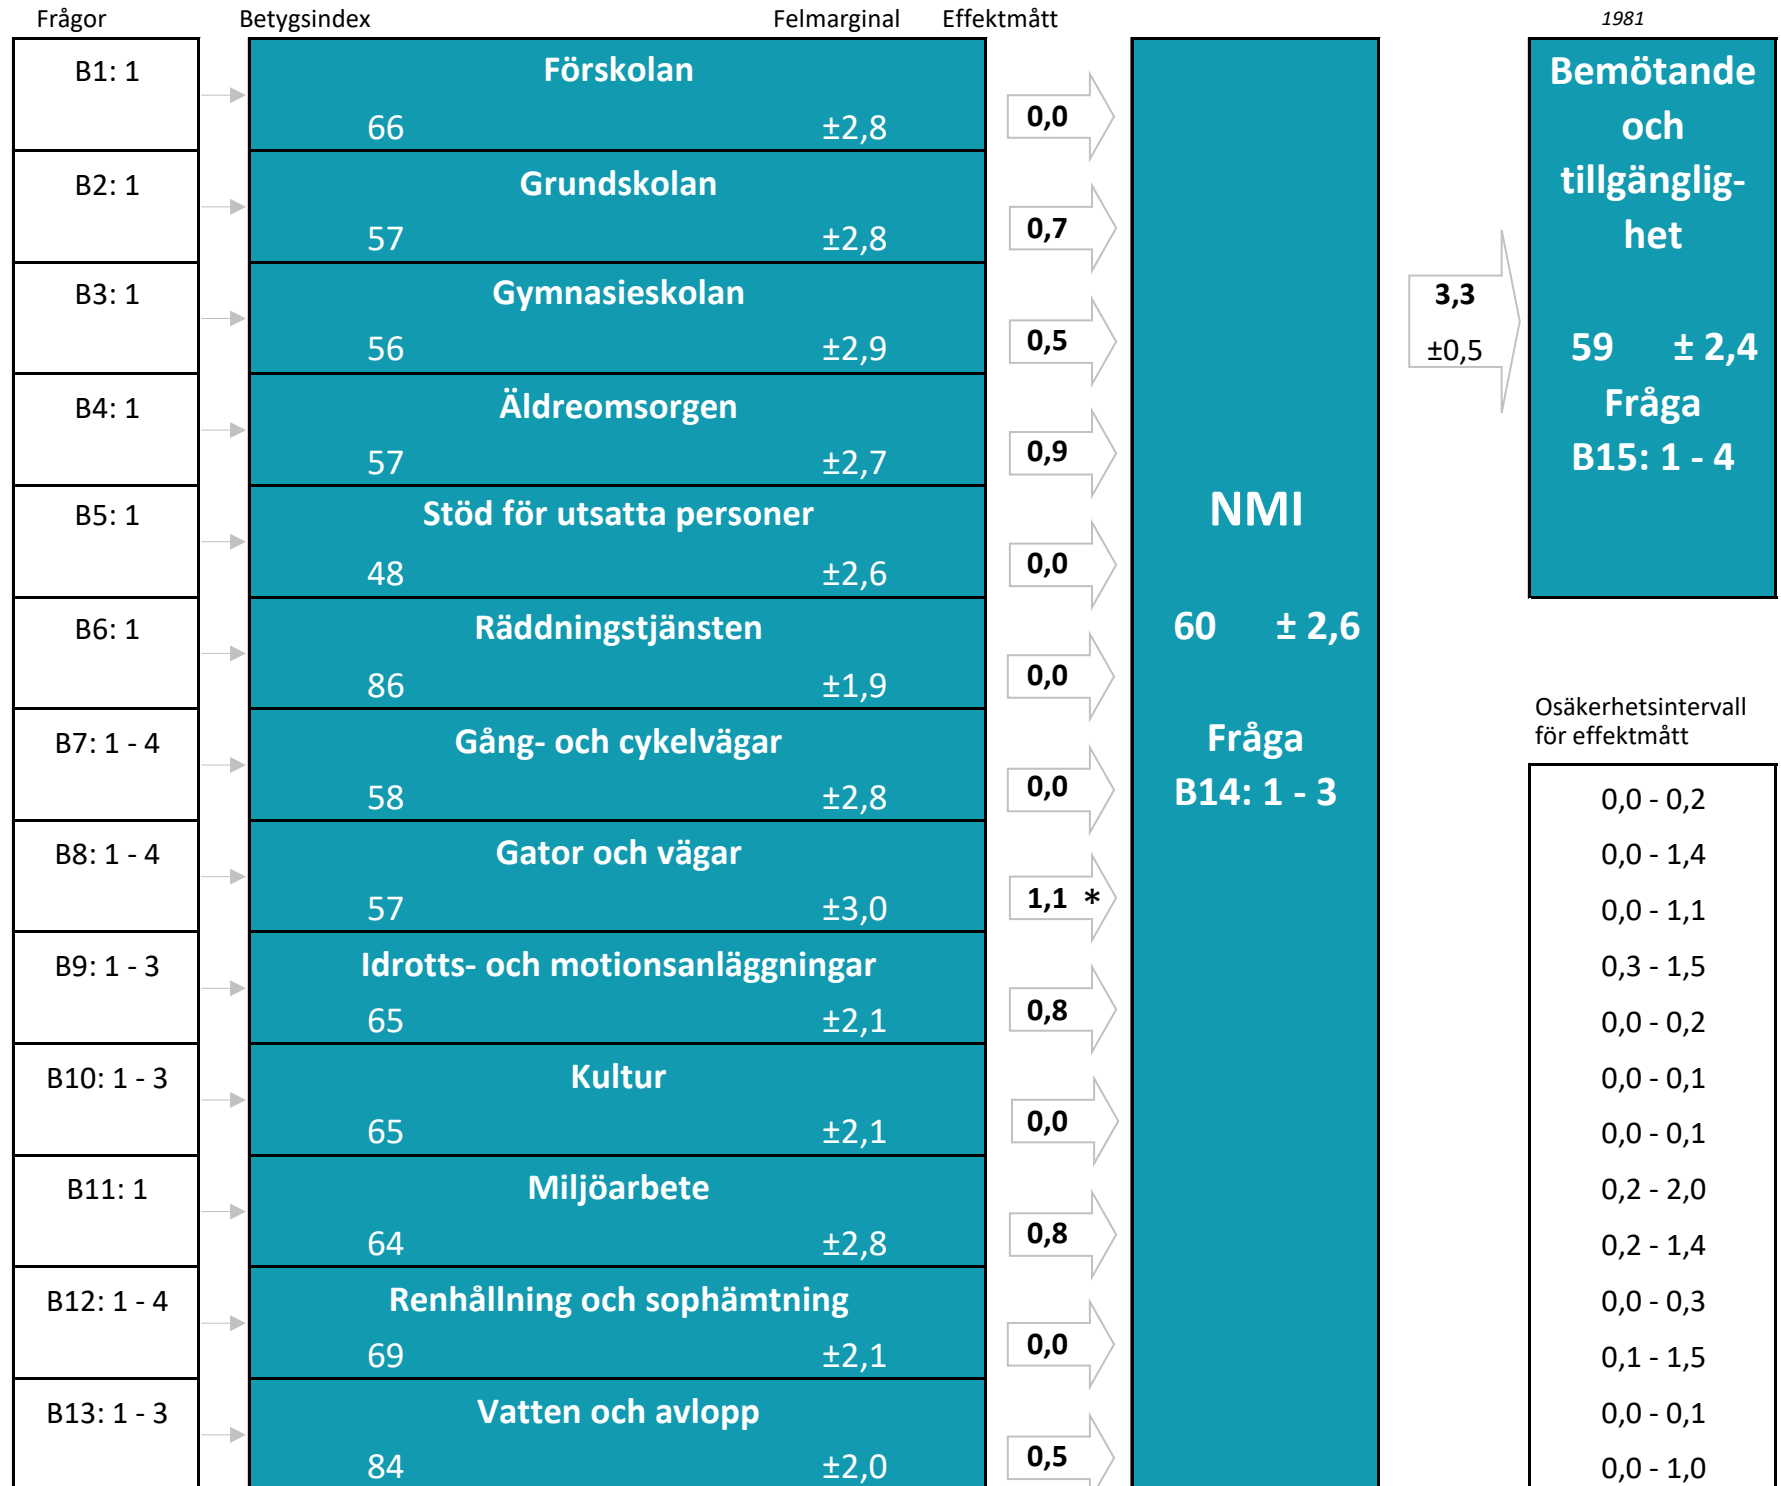 Frågor Betygsindex Felmarginal Effektmått 1981
B1: 1
Förskolan
66 ±2,8
0,0
B2: 1
Grundskolan
57 ±2,8
0,7
B3: 1
Gymnasieskolan
56 ±2,9
0,5
B4: 1
Äldreomsorgen
57 ±2,7
0,9
B5: 1
Stöd för utsatta personer
48 ±2,6
0,0
B6: 1
Räddningstjänsten
86 ±1,9
0,0
B7: 1 - 4
Gång- och cykelvägar
58 ±2,8
0,0
B8: 1 - 4
Gator och vägar
57 ±3,0
1,1 *
B9: 1 - 3
Idrotts- och motionsanläggningar
65 ±2,1
0,8
B10: 1 - 3
Kultur
65 ±2,1
0,0
B11: 1
Miljöarbete
64 ±2,8
0,8
B12: 1 - 4
Renhållning och sophämtning
69 ±2,1
0,0
B13: 1 - 3
Vatten och avlopp
84 ±2,0
0,5
NMI
60 ± 2,6
Fråga
B14: 1 - 3
3,3
±0,5
Bemötande
och
tillgänglig-
het
59 ± 2,4
Fråga
B15: 1 - 4
Osäkerhetsintervall
för effektmått
0,0 - 0,2
0,0 - 1,4
0,0 - 1,1
0,3 - 1,5
0,0 - 0,2
0,0 - 0,1
0,0 - 0,1
0,2 - 2,0
0,2 - 1,4
0,0 - 0,3
0,1 - 1,5
0,0 - 0,1
0,0 - 1,0